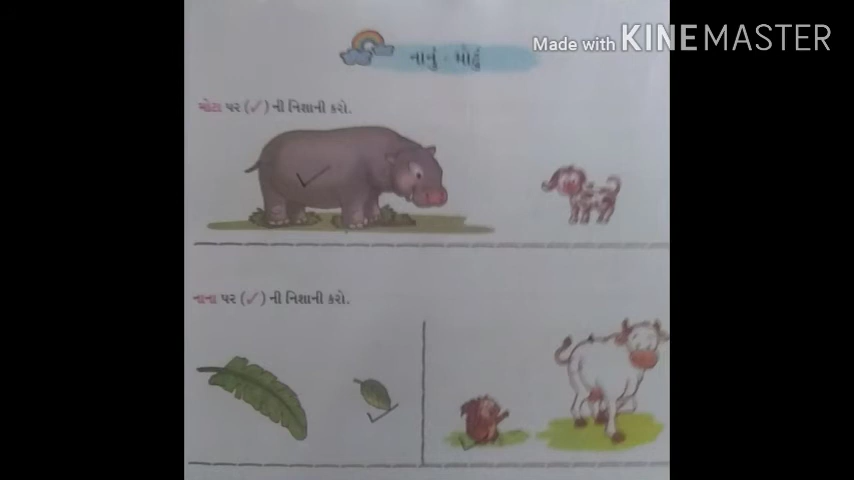 Made with KINEMASTER
નાનું - મોટું
મોટા પર (✓) ની નિશાની કરો.
નાના પર (✓) ની નિશાની કરો.